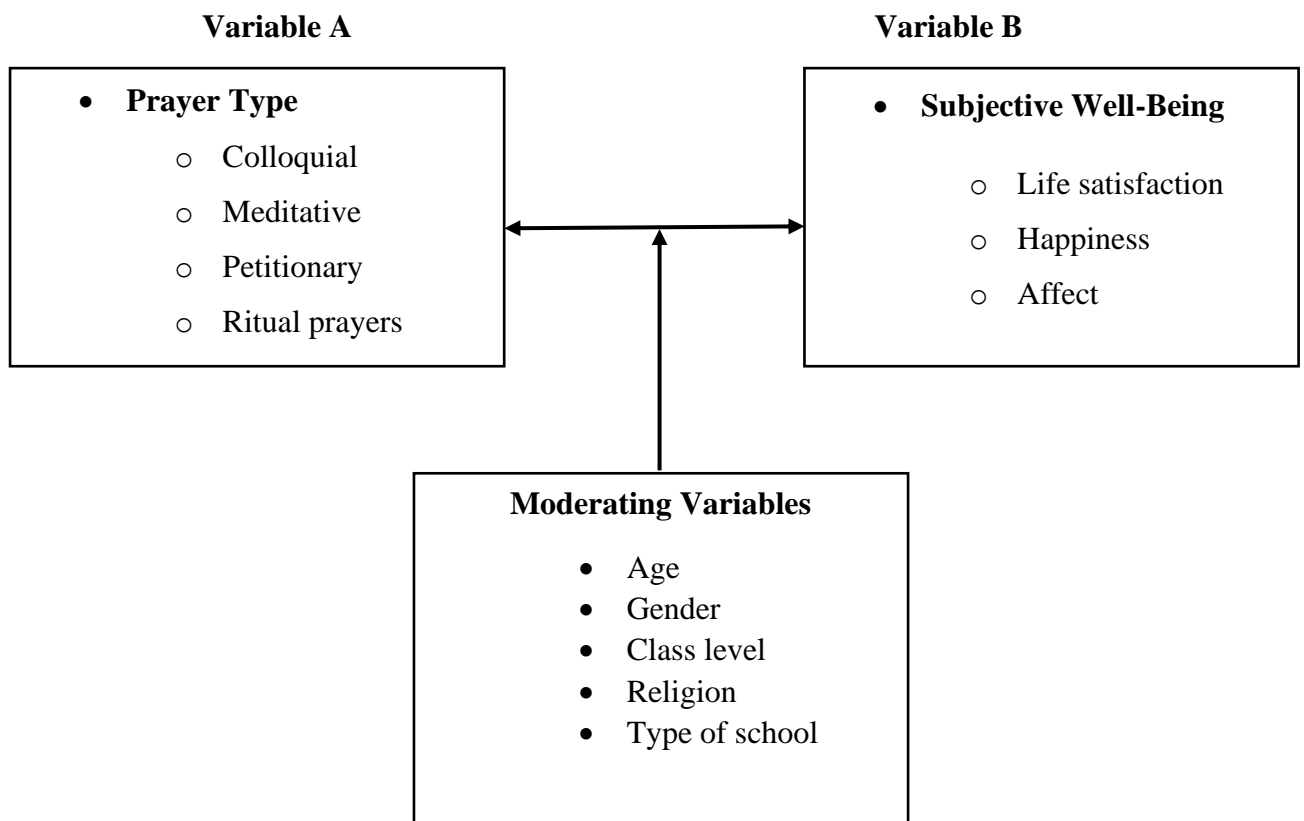 Variable A
Variable B
• Prayer Type
o Colloquial
o Meditative
o Petitionary
o Ritual prayers
• Subjective Well-Being
o Life satisfaction
o Happiness
o Affect
Moderating Variables
• Age
• Gender
• Class level
• Religion
• Type of school